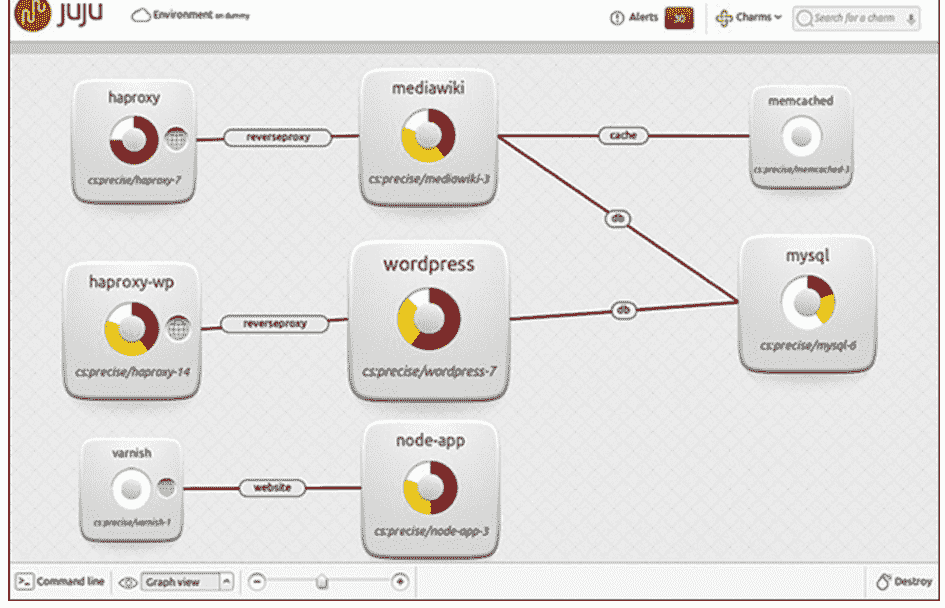 juju
Environment on dummy
Alerts
30
Charms
Search for a charm
haproxy
cs:precise/haproxy-7
reverseproxy
mediawiki
cs:precise/mediawiki-3
cache
memcached
cs:precise/memcached-3
db
haproxy-wp
cs:precise/haproxy-14
reverseproxy
wordpress
cs:precise/wordpress-7
db
mysql
cs:precise/mysql-6
varnish
cs:precise/varnish-1
website
node-app
cs:precise/node-app-3
Command line
Graph view
Destroy